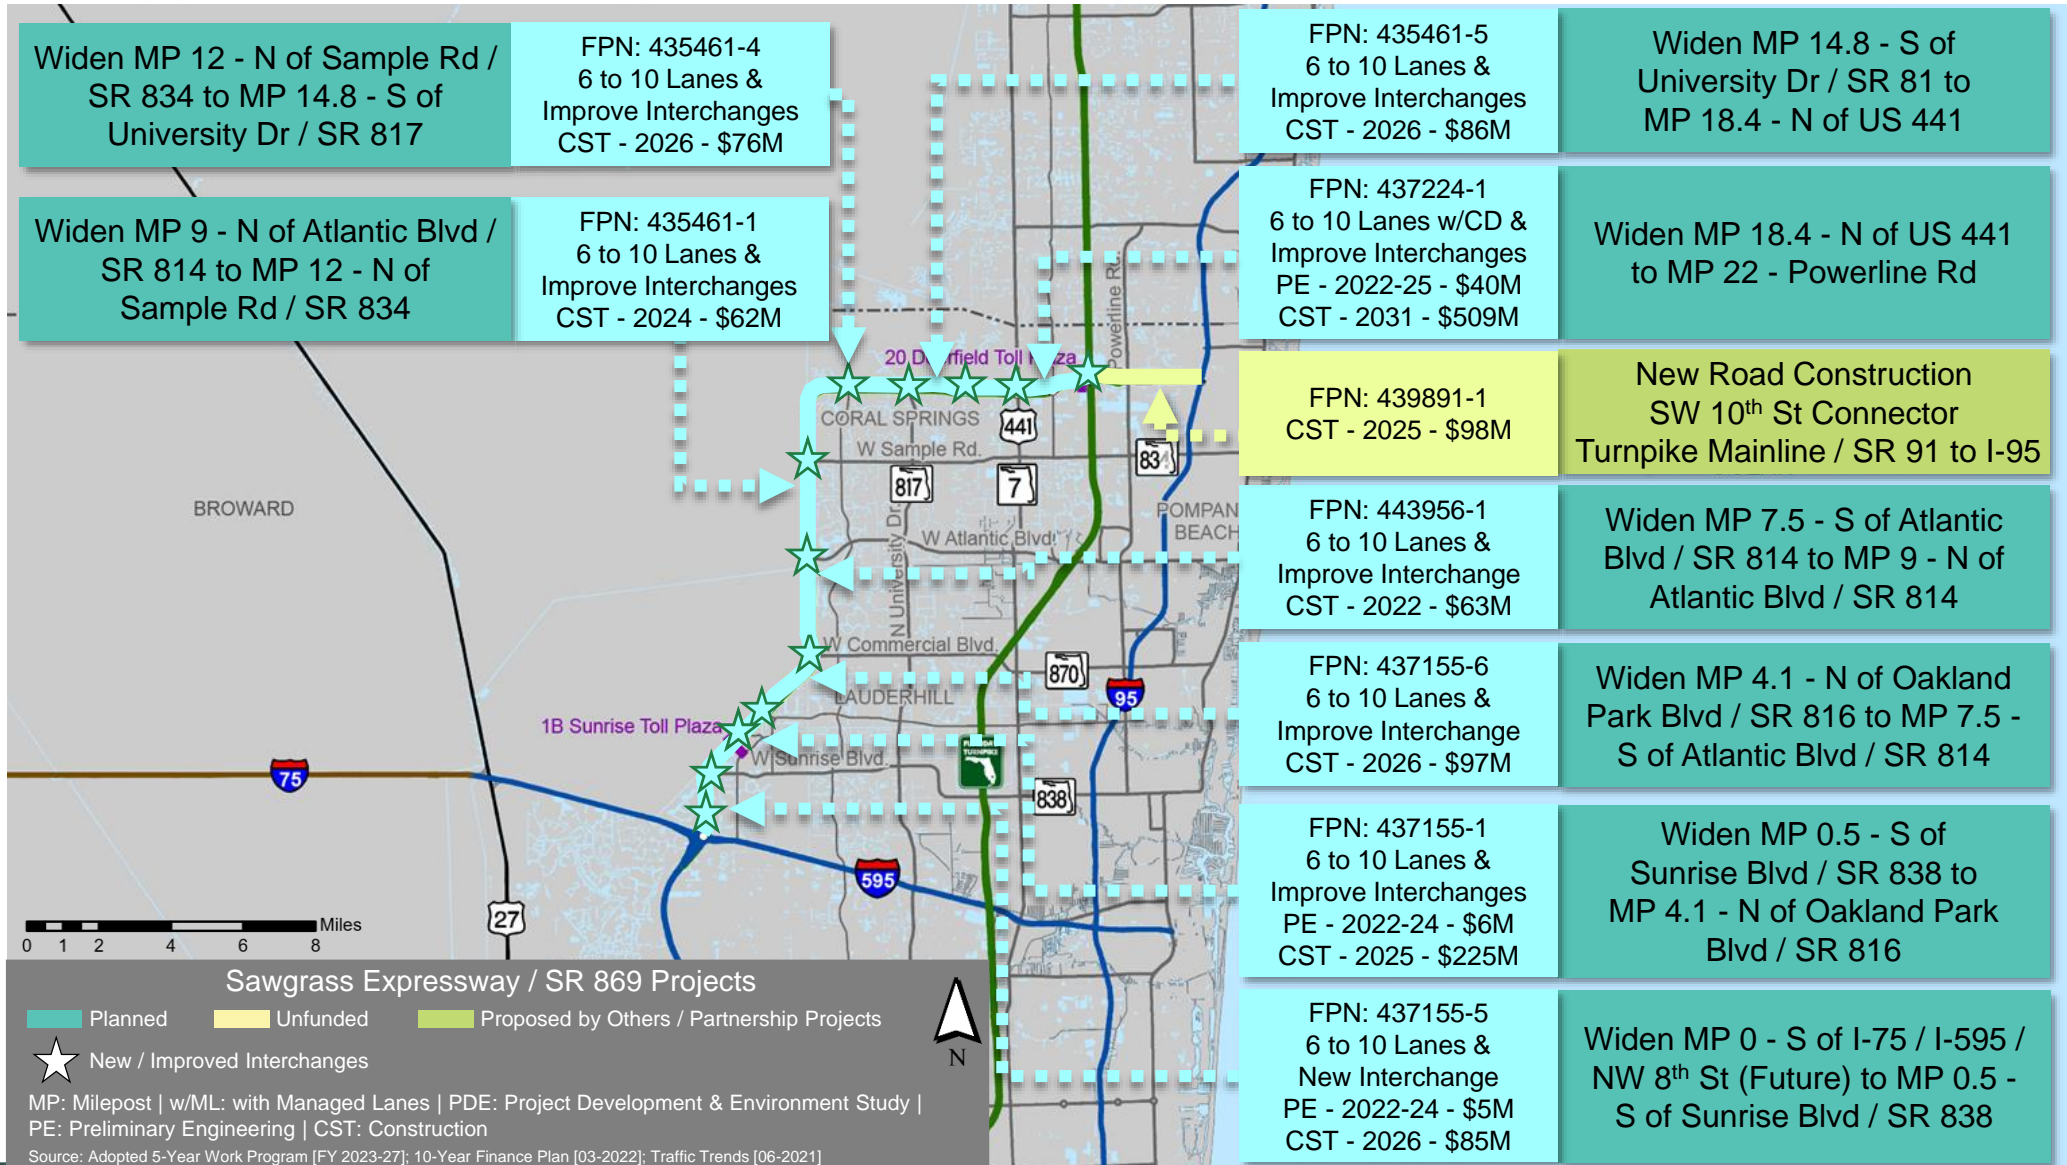 Widen MP 12 - N of Sample Rd /
SR 834 to MP 14.8 - S of
University Dr / SR 817
FPN: 435461-4
6 to 10 Lanes &
Improve Interchanges
CST - 2026 - $76M
Widen MP 9 - N of Atlantic Blvd /
SR 814 to MP 12 - N of
Sample Rd / SR 834
FPN: 435461-1
6 to 10 Lanes &
Improve Interchanges
CST - 2024 - $62M
FPN: 435461-5
6 to 10 Lanes &
Improve Interchanges
CST - 2026 - $86M
Widen MP 14.8 - S of
University Dr / SR 81 to
MP 18.4 - N of US 441
FPN: 437224-1
6 to 10 Lanes w/CD &
Improve Interchanges
PE - 2022-25 - $40M
CST - 2031 - $509M
Widen MP 18.4 - N of US 441
to MP 22 - Powerline Rd
FPN: 439891-1
CST - 2025 - $98M
New Road Construction
SW 10th St Connector
Turnpike Mainline / SR 91 to I-95
FPN: 443956-1
6 to 10 Lanes &
Improve Interchange
CST - 2022 - $63M
Widen MP 7.5 - S of Atlantic
Blvd / SR 814 to MP 9 - N of
Atlantic Blvd / SR 814
FPN: 437155-6
6 to 10 Lanes &
Improve Interchange
CST - 2026 - $97M
Widen MP 4.1 - N of Oakland
Park Blvd / SR 816 to MP 7.5 -
S of Atlantic Blvd / SR 814
FPN: 437155-1
6 to 10 Lanes &
Improve Interchanges
PE - 2022-24 - $6M
CST - 2025 - $225M
Widen MP 0.5 - S of
Sunrise Blvd / SR 838 to
MP 4.1 - N of Oakland Park
Blvd / SR 816
FPN: 437155-5
6 to 10 Lanes &
New Interchange
PE - 2022-24 - $5M
CST - 2026 - $85M
Widen MP 0 - S of I-75 / I-595 /
NW 8th St (Future) to MP 0.5 -
S of Sunrise Blvd / SR 838
Powerline Rd.
20 D rfield Toll P aza
CORAL SPRINGS
441
W Sample Rd.
834
817
7
BROWARD
POMPAN
BEACH
N University Dr.
W Atlantic Blvd.
W Commercial Blvd.
870
LAUDERHILL
95
1B Sunrise Toll Plaza
W Sunrise Blvd.
FLORIDA
TURNPIKE
75
838
595
27
Miles
0 1 2 4 6 8
Sawgrass Expressway / SR 869 Projects
Planned
Unfunded
Proposed by Others / Partnership Projects
New / Improved Interchanges
N
MP: Milepost | w/ML: with Managed Lanes | PDE: Project Development & Environment Study |
PE: Preliminary Engineering | CST: Construction
Source: Adopted 5-Year Work Program [FY 2023-27]; 10-Year Finance Plan [03-2022]; Traffic Trends [06-2021]